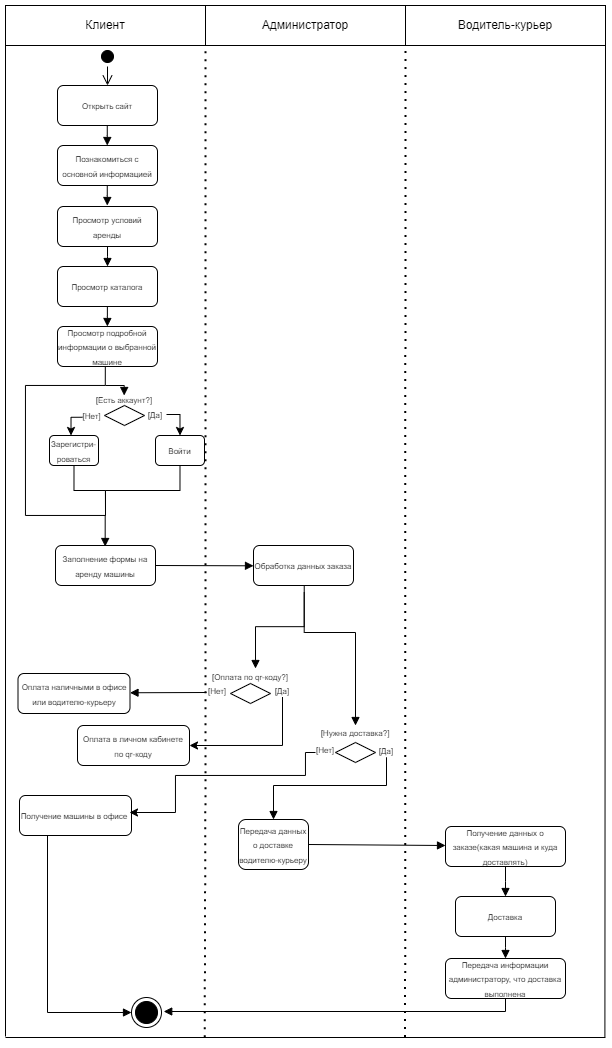 Клиент
Администратор
Водитель-курьер
Открыть сайт
Познакомиться с
основной информацией
Просмотр условий
аренды
Просмотр каталога
Просмотр подробной
информации о выбранной
машине
[Есть аккаунт?]
[Нет]
[Да]
Зарегистри-
роваться
Войти
Заполнение формы на
аренду машины
Обработка данных заказа
[Оплата по qr-коду?]
[Нет]
[Да]
Оплата наличными в офисе
или водителю-курьеру
Оплата в личном кабинете
по qr-коду
[Нужна доставка?]
[Нет]
[Да]
Получение машины в офисе
Передача данных
о доставке
водителю-курьеру
Получение данных о
заказе(какая машина и куда
доставлять)
Доставка
Передача информации
администратору, что доставка
выполнена